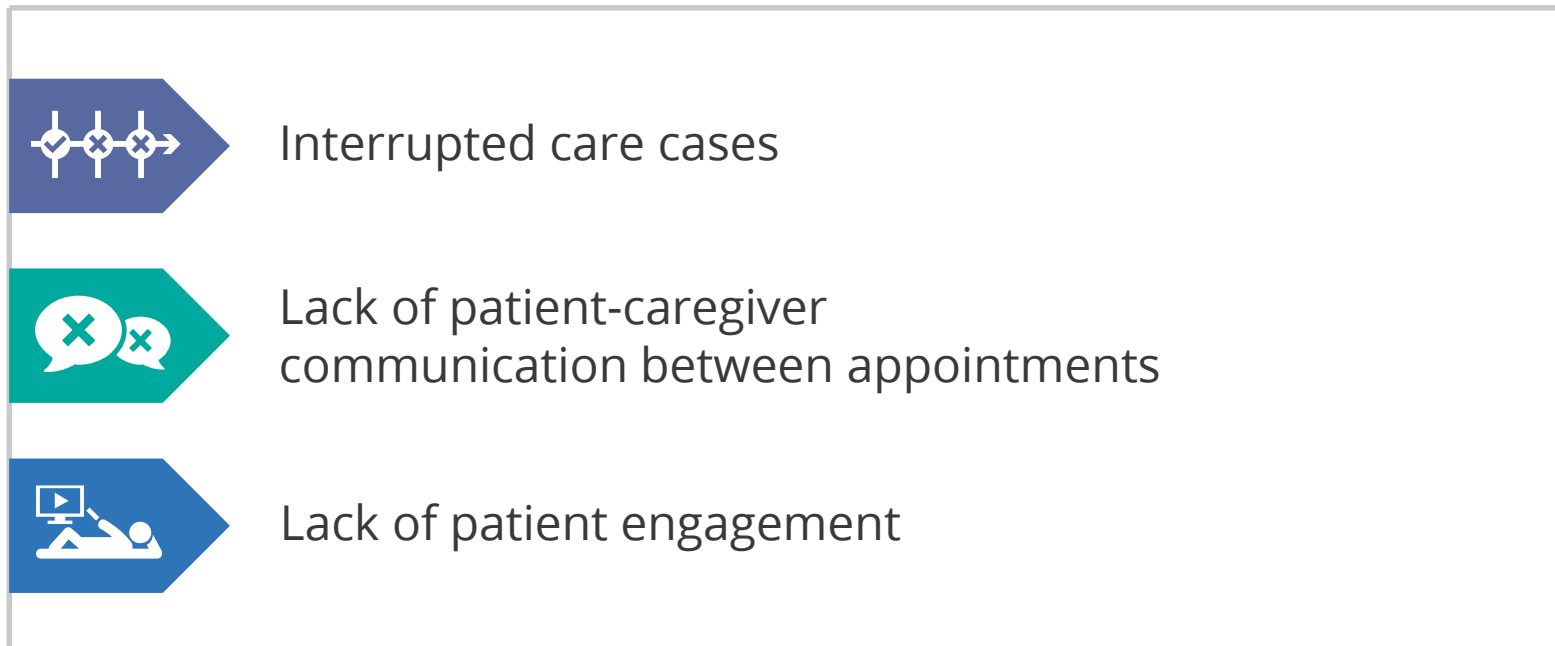 Interrupted care cases
Lack of patient-caregiver
communication between appointments
Lack of patient engagement